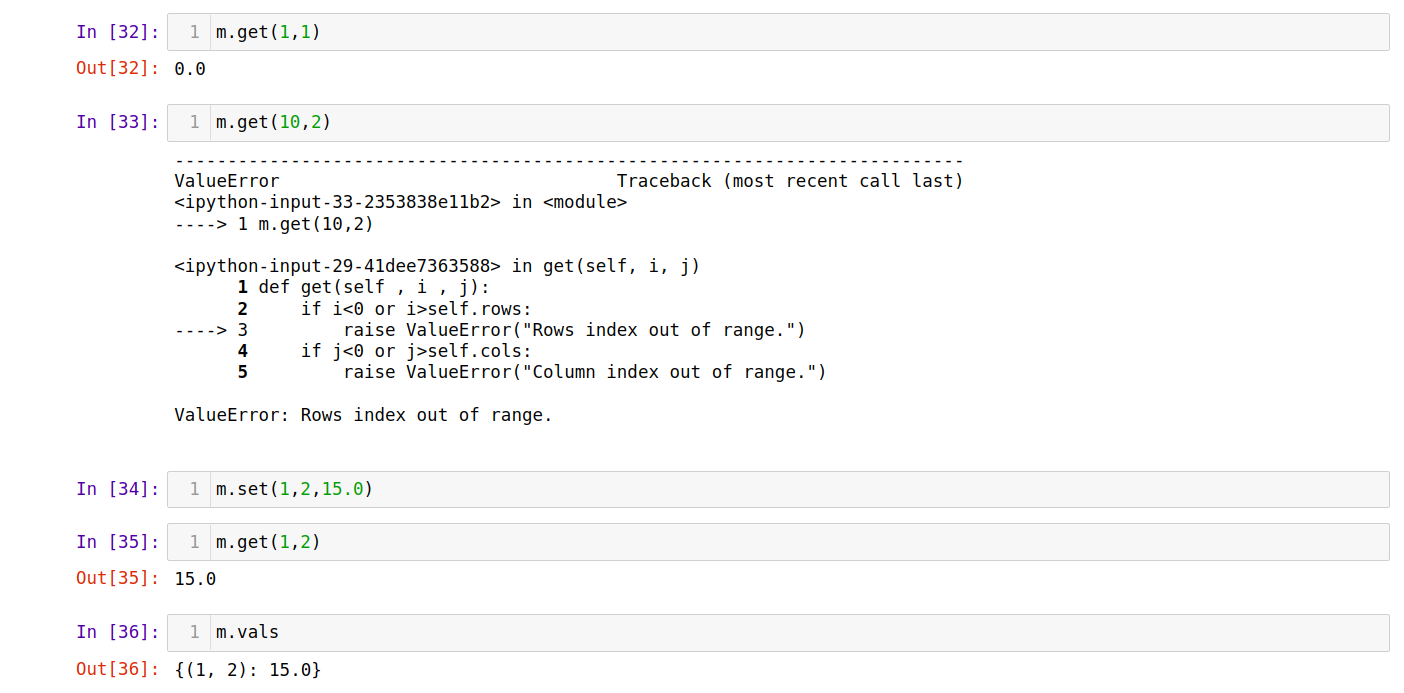 In [32]: 1 m.get(1,1)
Out[32]: 0.0
In [33]: 1 m.get(10,2)
---------------------------------------------------------------------------
ValueError                                Traceback (most recent call last)
<ipython-input-33-2353838e11b2> in <module>
----> 1 m.get(10,2)
<ipython-input-29-41dee7363588> in get(self, i, j)
      1 def get(self , i , j):
      2     if i<0 or i>self.rows:
----> 3         raise ValueError("Rows index out of range.")
      4     if j<0 or j>self.cols:
      5         raise ValueError("Column index out of range.")
ValueError: Rows index out of range.
In [34]: 1 m.set(1,2,15.0)
In [35]: 1 m.get(1,2)
Out[35]: 15.0
In [36]: 1 m.vals
Out[36]: {(1, 2): 15.0}